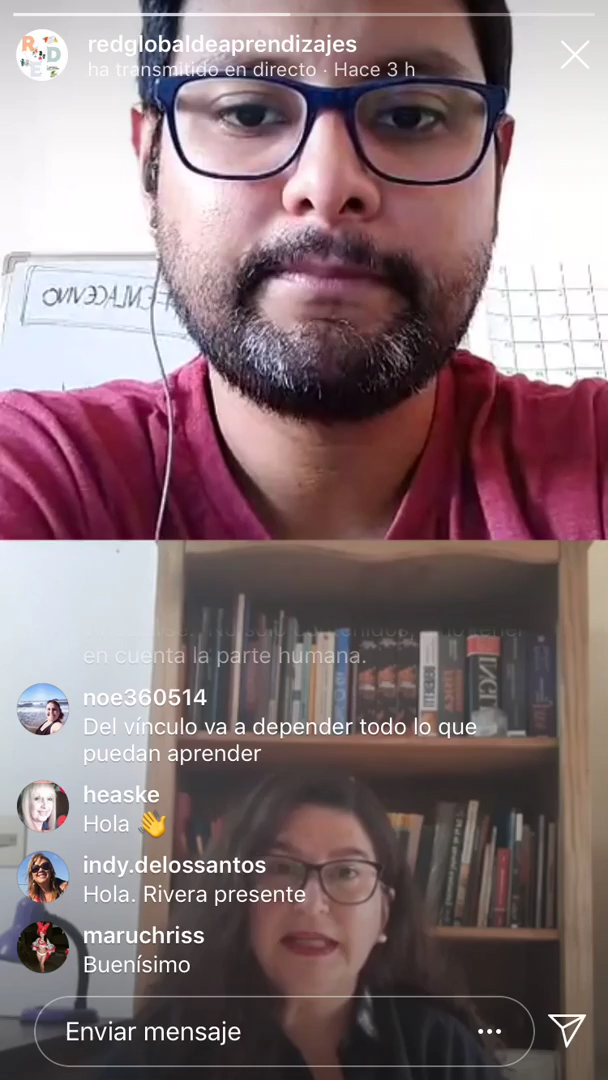 redglobaldeaprendizajes
ha transmitido en directo · Hace 3 h
ENLACEVIVO
en cuenta la parte humana.
noe360514
Del vínculo va a depender todo lo que
puedan aprender
heaske
Hola 👋
indy.delossantos
Hola. Rivera presente
maruchriss
Buenísimo
Enviar mensaje